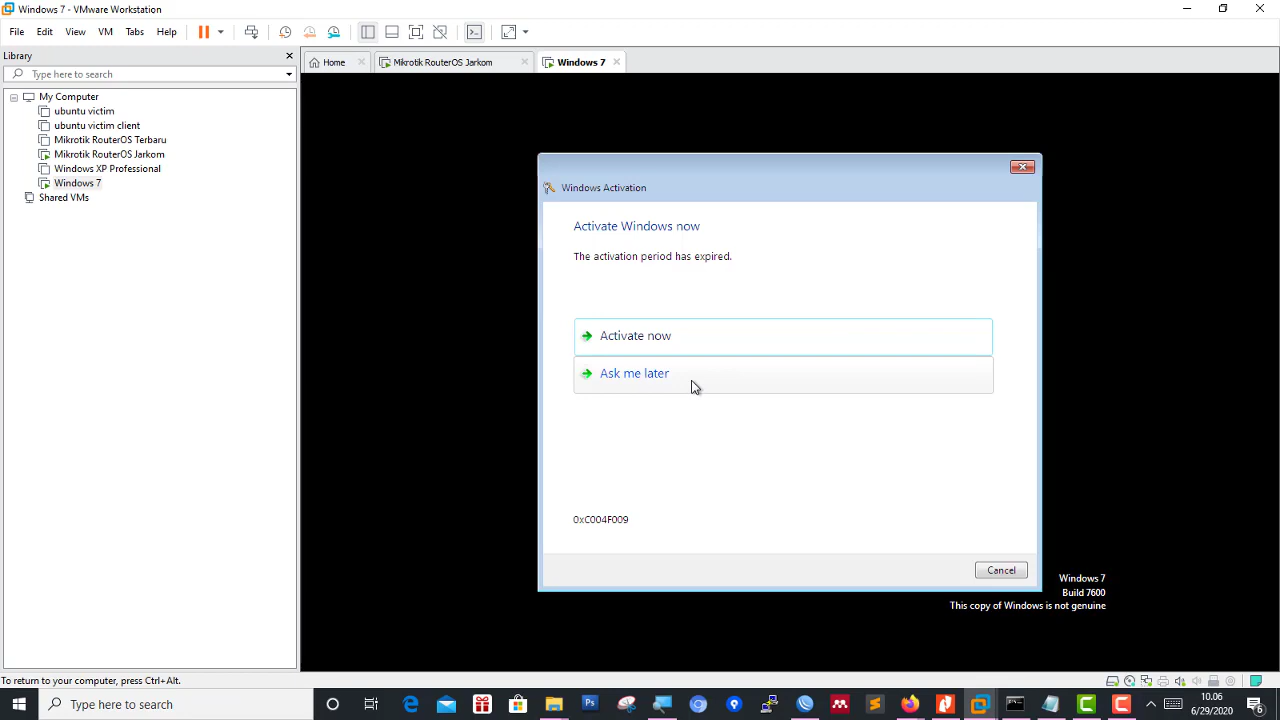 Windows 7 - VMware Workstation
File Edit View VM Tabs Help
Library
Type here to search
My Computer
ubuntu victim
ubuntu victim client
Mikrotik RouterOS Terbaru
Mikrotik RouterOS Jarkom
Windows XP Professional
Windows 7
Shared VMs
Home
Mikrotik RouterOS Jarkom
Windows 7
Windows Activation
Activate Windows now
The activation period has expired.
Activate now
Ask me later
0xC004F009
Cancel
Windows 7
Build 7600
This copy of Windows is not genuine
To return to your computer, press Ctrl+Alt.
Type here to search
10.06
6/29/2020
6